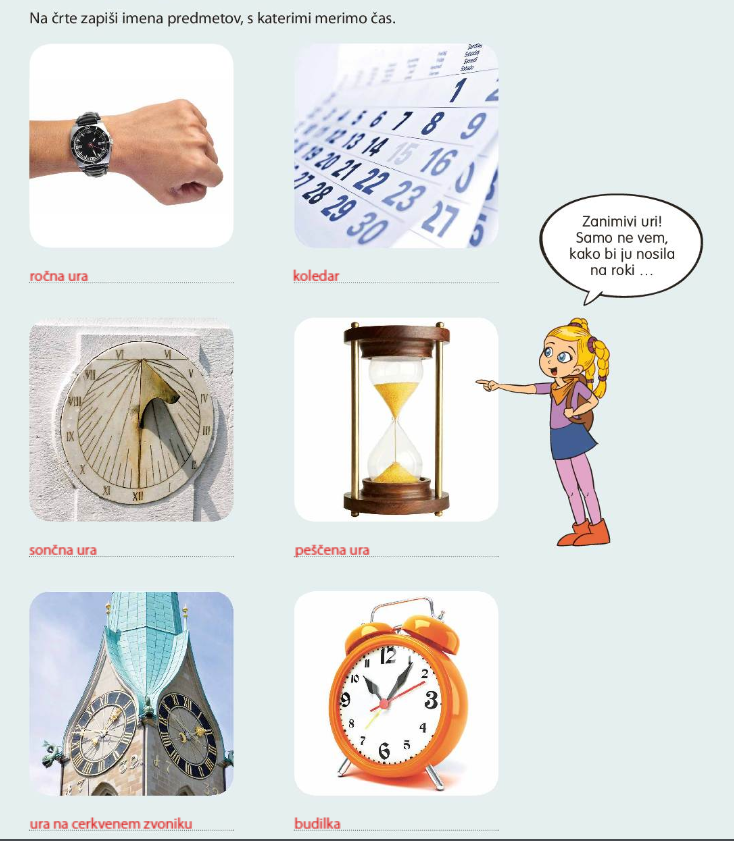 Na črte zapiši imena predmetov, s katerimi merimo čas.
ročna ura
koledar
Zanimivi uri!
Samo ne vem,
kako bi ju nosila
na roki ...
sončna ura
peščena ura
ura na cerkvenem zvoniku
budilka